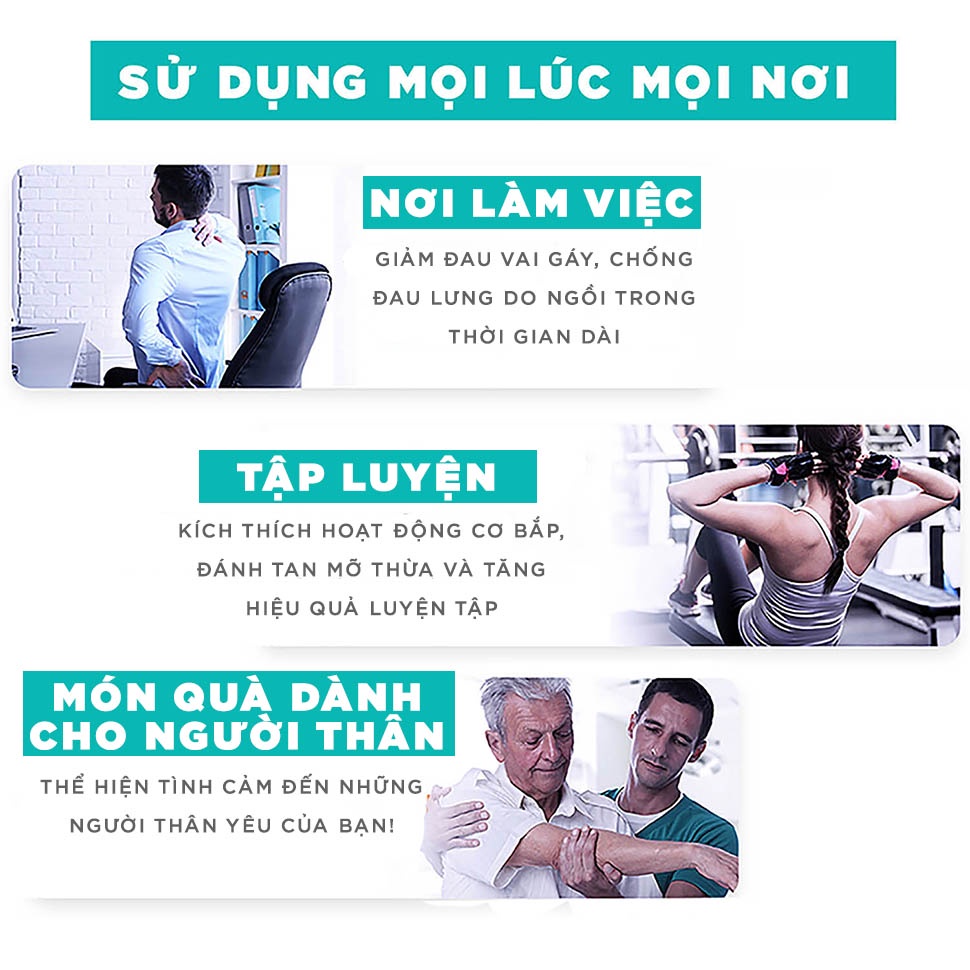 SỬ DỤNG MỌI LÚC MỌI NƠI
NƠI LÀM VIỆC
GIẢM ĐAU VAI GÁY, CHỐNG
ĐAU LƯNG DO NGỒI TRONG
THỜI GIAN DÀI
TẬP LUYỆN
KÍCH THÍCH HOẠT ĐỘNG CƠ BẮP,
ĐÁNH TAN MỠ THỪA VÀ TĂNG
HIỆU QUẢ LUYỆN TẬP
MÓN QUÀ DÀNH
CHO NGƯỜI THÂN
THỂ HIỆN TÌNH CẢM ĐẾN NHỮNG
NGƯỜI THÂN YÊU CỦA BẠN!